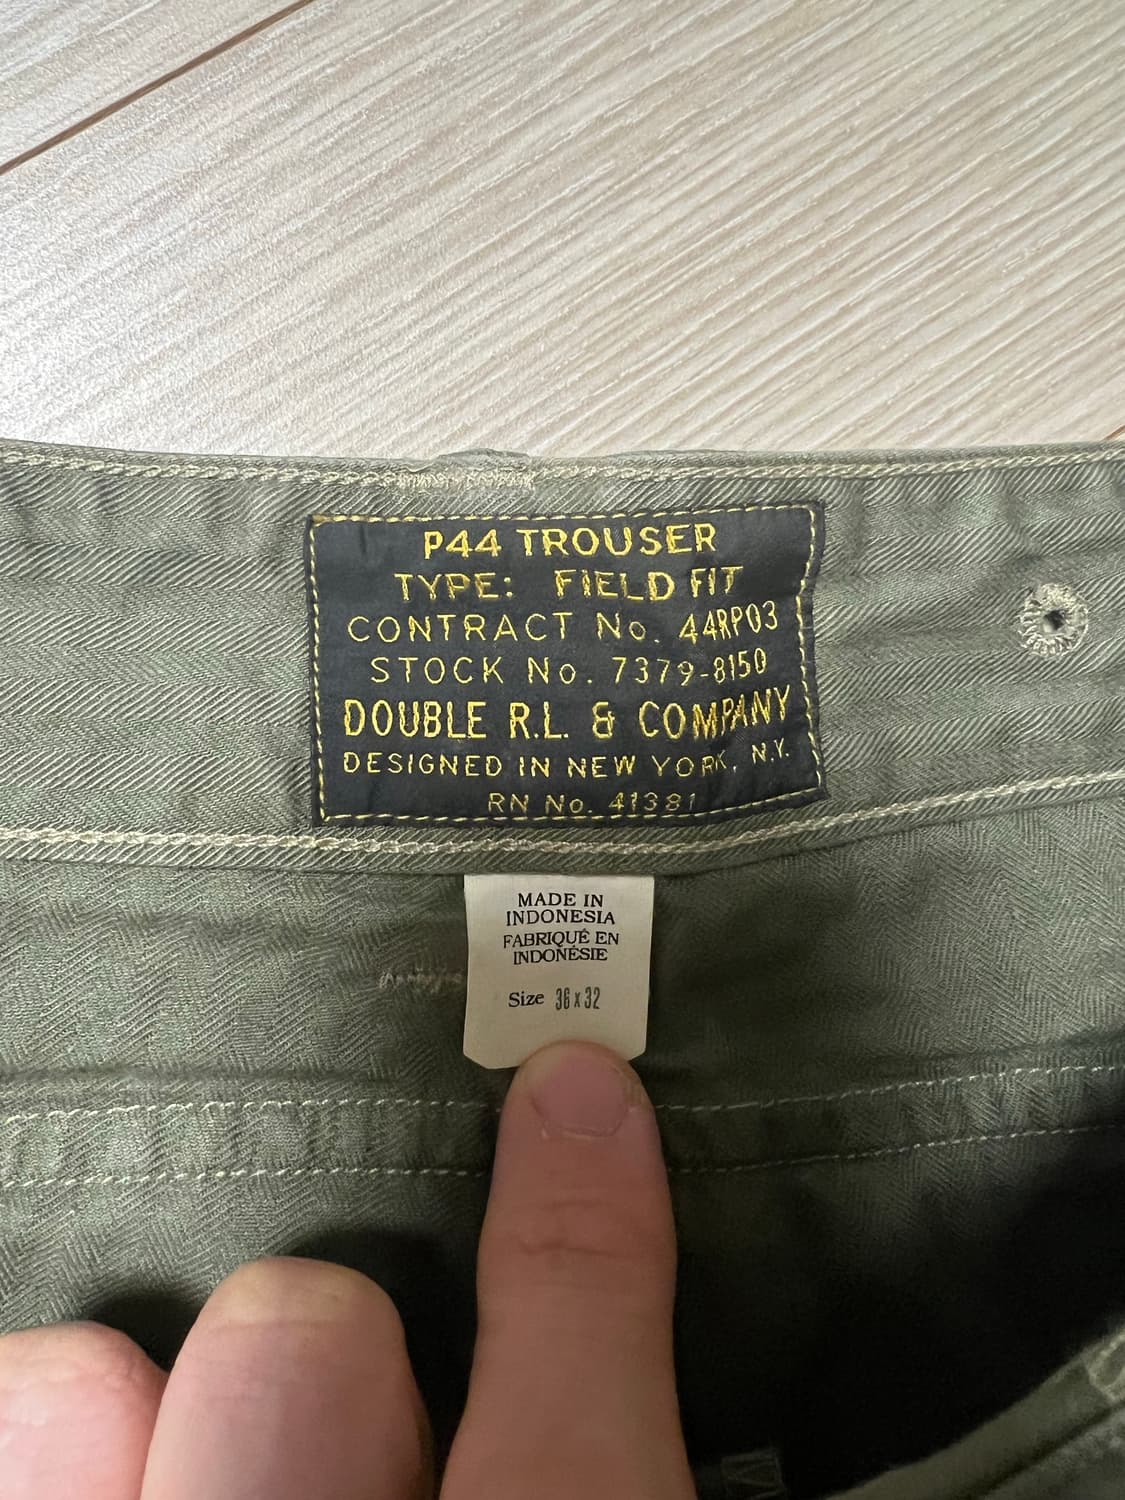 P44 TROUSER
TYPE: FIELD FIT
CONTRACT No. 44RP03
STOCK No. 7379-8150
DOUBLE R.L. & COMPANY
DESIGNED IN NEW YORK, N.Y.
RN No. 41381
MADE IN
INDONESIA
FABRIQUÉ EN
INDONÉSIE
Size 36 x 32